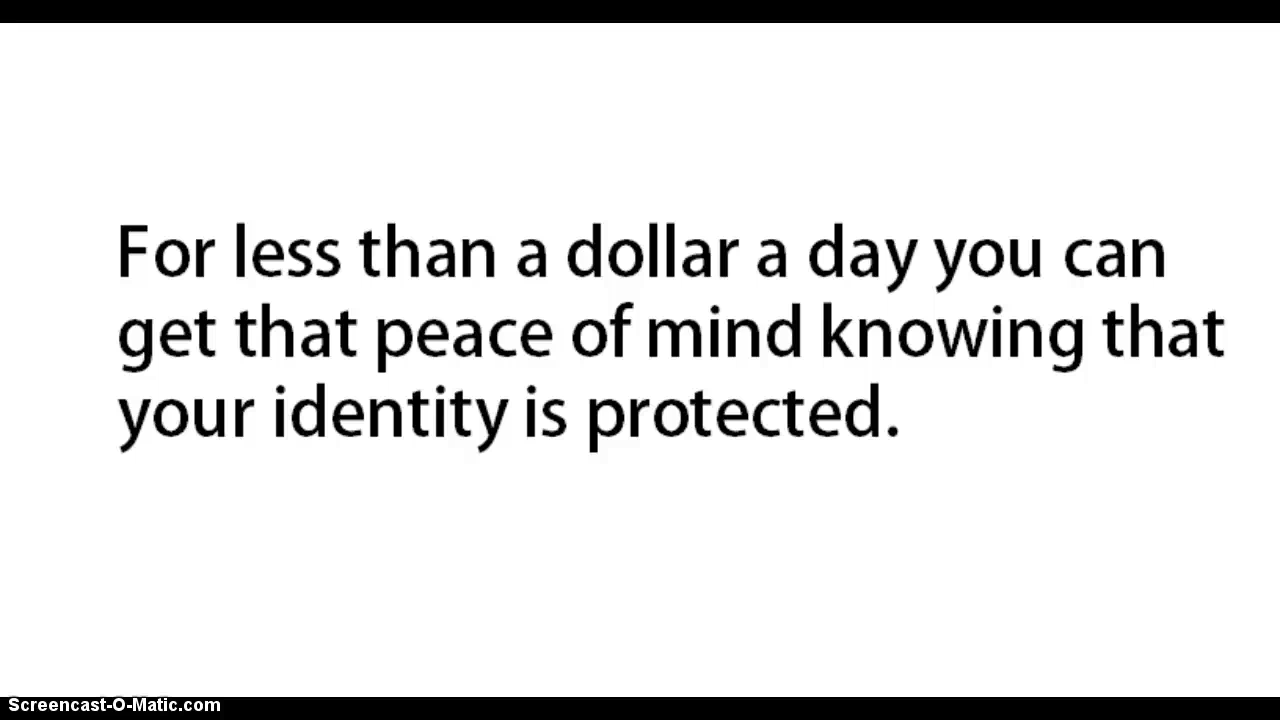 For less than a dollar a day you can
get that peace of mind knowing that
your identity is protected.
Screencast-O-Matic.com